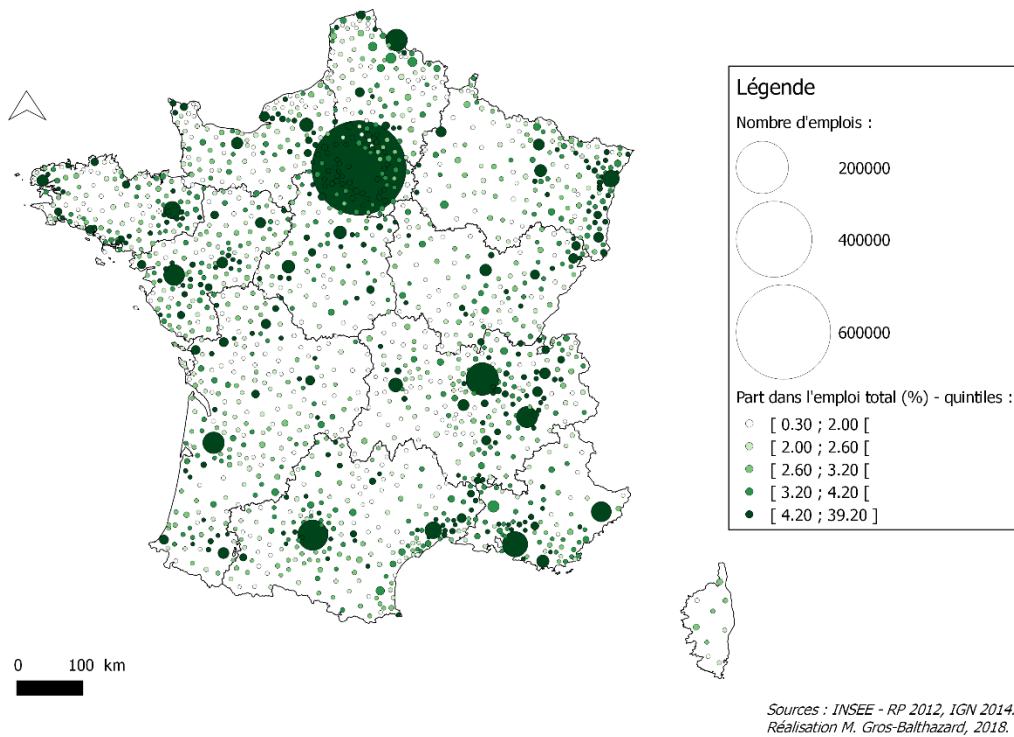 Légende
Nombre d'emplois :
200000
400000
600000
Part dans l'emploi total (%) - quintiles :
[ 0.30 ; 2.00 [
[ 2.00 ; 2.60 [
[ 2.60 ; 3.20 [
[ 3.20 ; 4.20 [
[ 4.20 ; 39.20 ]
0 100 km
Sources : INSEE - RP 2012, IGN 2014.
Réalisation M. Gros-Balthazard, 2018.